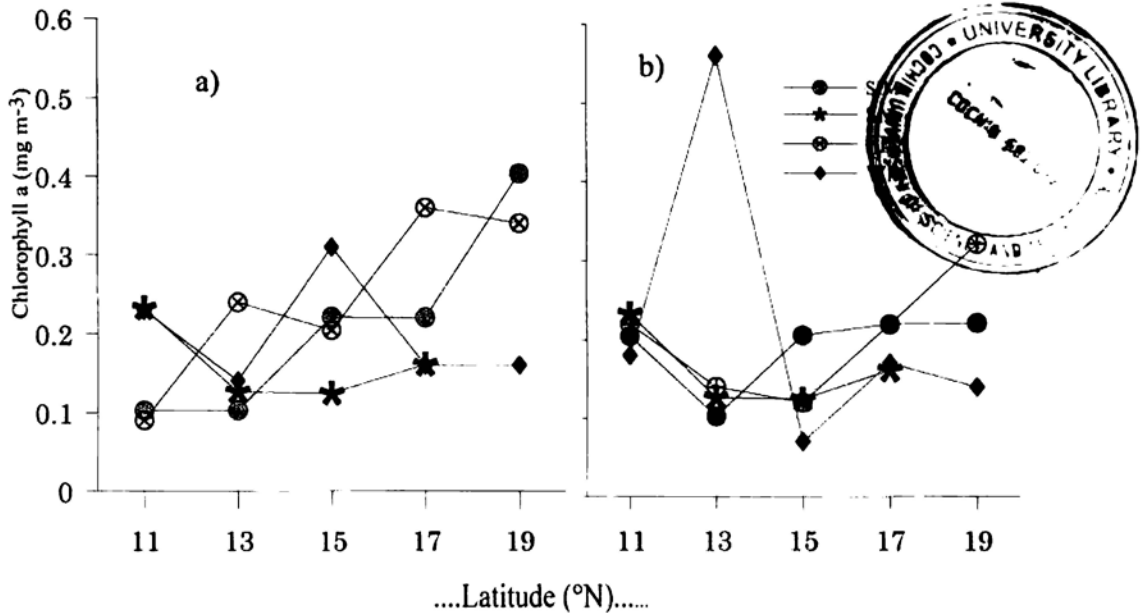 0.6
0.5
0.4
0.3
0.2
0.1
0
Chlorophyll a (mg m-3)
a)
11 13 15 17 19
b)
11 13 15 17 19
....Latitude (°N)......
UNIVERSITY LIBRARY
AND